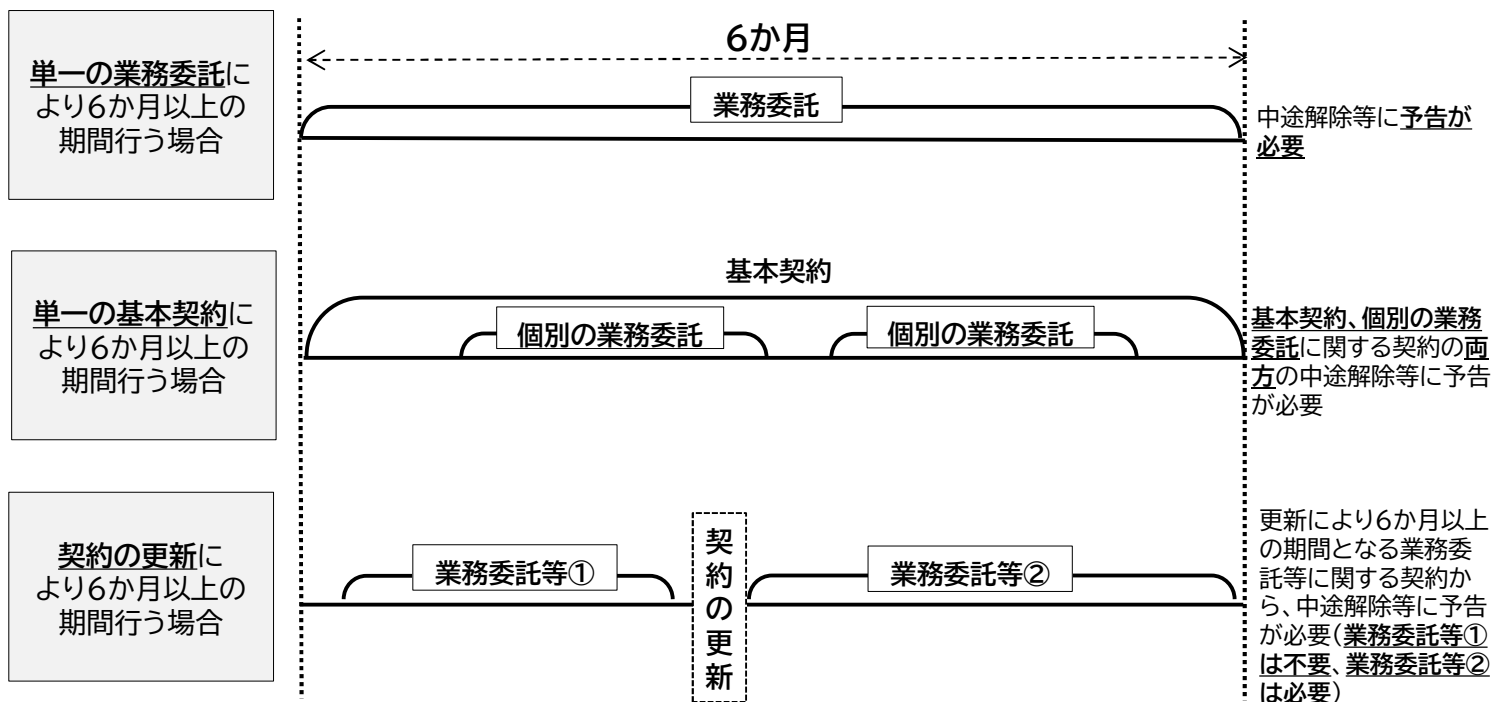 単一の業務委託に
より6か月以上の
期間行う場合
6か月
業務委託
中途解除等に予告が
必要
単一の基本契約に
より6か月以上の
期間行う場合
基本契約
個別の業務委託
個別の業務委託
基本契約、個別の業務
委託に関する契約の両
方の中途解除等に予告
が必要
契約の更新に
より6か月以上の
期間行う場合
業務委託等①
契約の更新
業務委託等②
更新により6か月以上
の期間となる業務委
託等に関する契約か
ら、中途解除等に予告
が必要(業務委託等①
は不要、業務委託等②
は必要)